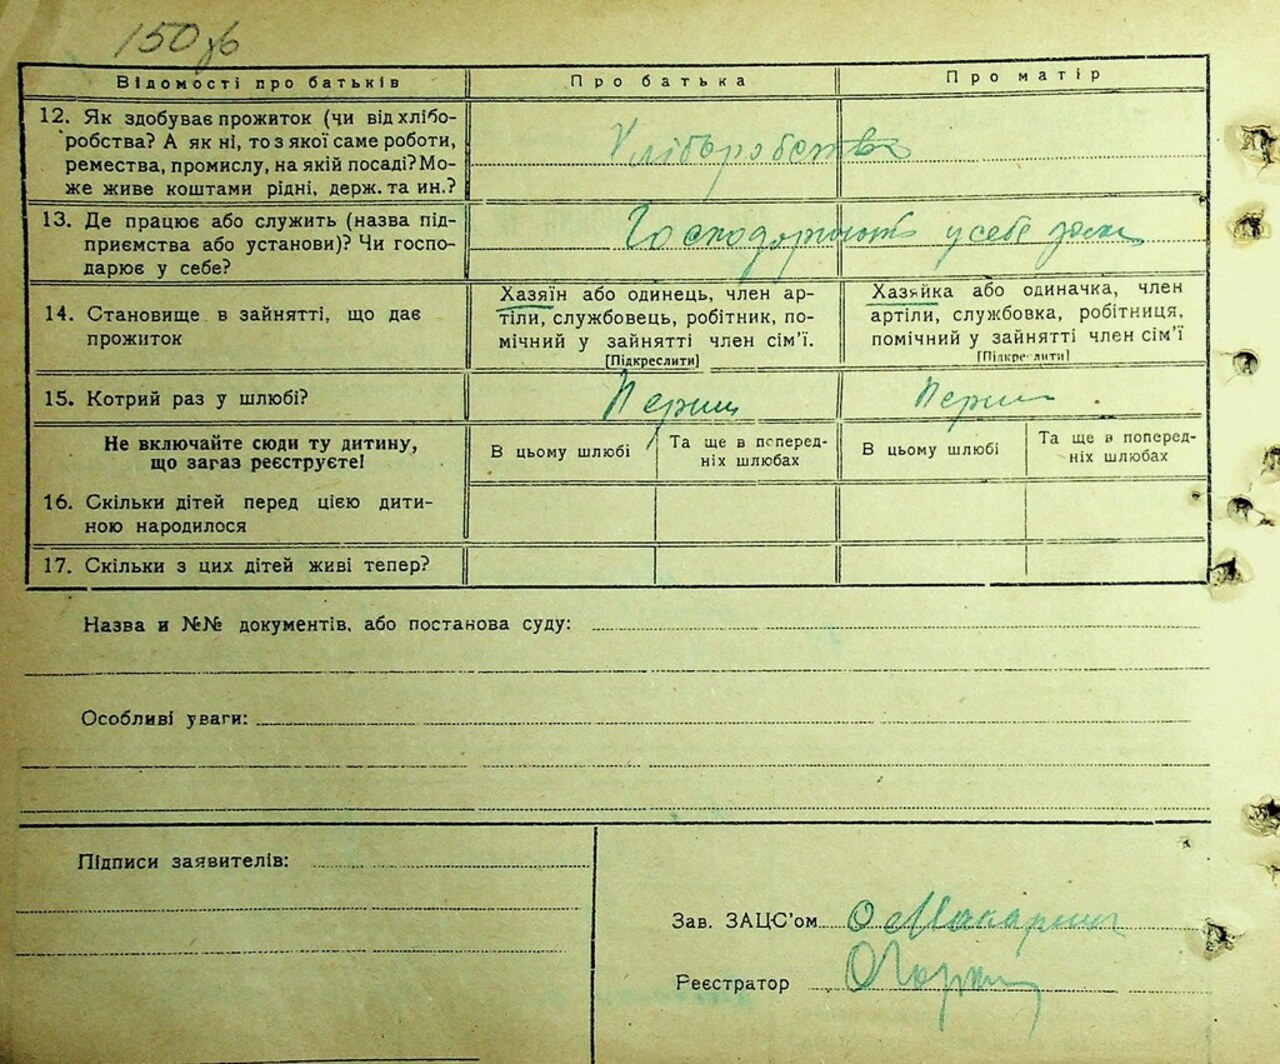 150 зв
Відомості про батьків Про батька Про матір
12. Як здобуває прожиток (чи від хлібо-
робства? А як ні, то з якої саме роботи,
ремества, промислу, на якій посаді? Мо-
же живе коштами рідні, держ. та ин.?
Хліборобство
13. Де працює або служить (назва під-
приємства або установи)? Чи госпо-
дарює у себе?
Господарюють у себе
14. Становище в зайнятті, що дає
прожиток
Хазяїн або одинець, член ар-
тіли, службовець, робітник, по-
мічний у зайнятті член сім'ї.
[Підкреслити]
Хазяйка або одиначка, член
артіли, службовка, робітниця,
помічний у зайнятті член сім'ї
[Підкреслити]
15. Котрий раз у шлюбі?
Перший
Перший
Не включайте сюди ту дитину,
що загаз реєструєте!
В цьому шлюбі
Та ще в поперед-
ніх шлюбах
В цьому шлюбі
Та ще в поперед-
ніх шлюбах
16. Скільки дітей перед цією дити-
ною народилося
17. Скільки з цих дітей живі тепер?
Назва и №№ документів, або постанова суду:
Особливі уваги:
Підписи заявителів:
Зав. ЗАЦС'ом
Реєстратор